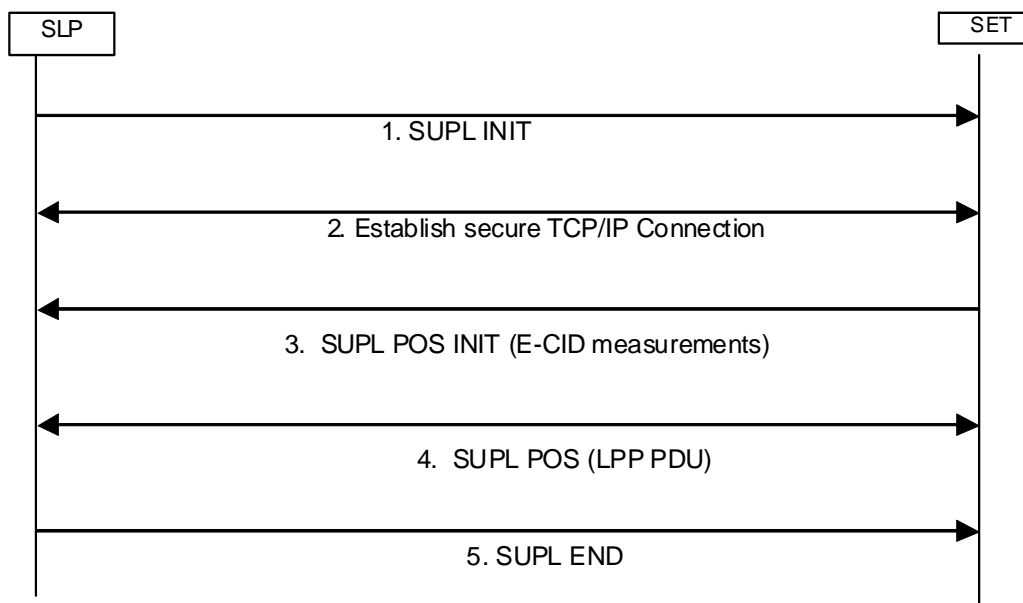 SLP
SET
1. SUPL INIT
2. Establish secure TCP/IP Connection
3. SUPL POS INIT (E-CID measurements)
4. SUPL POS (LPP PDU)
5. SUPL END